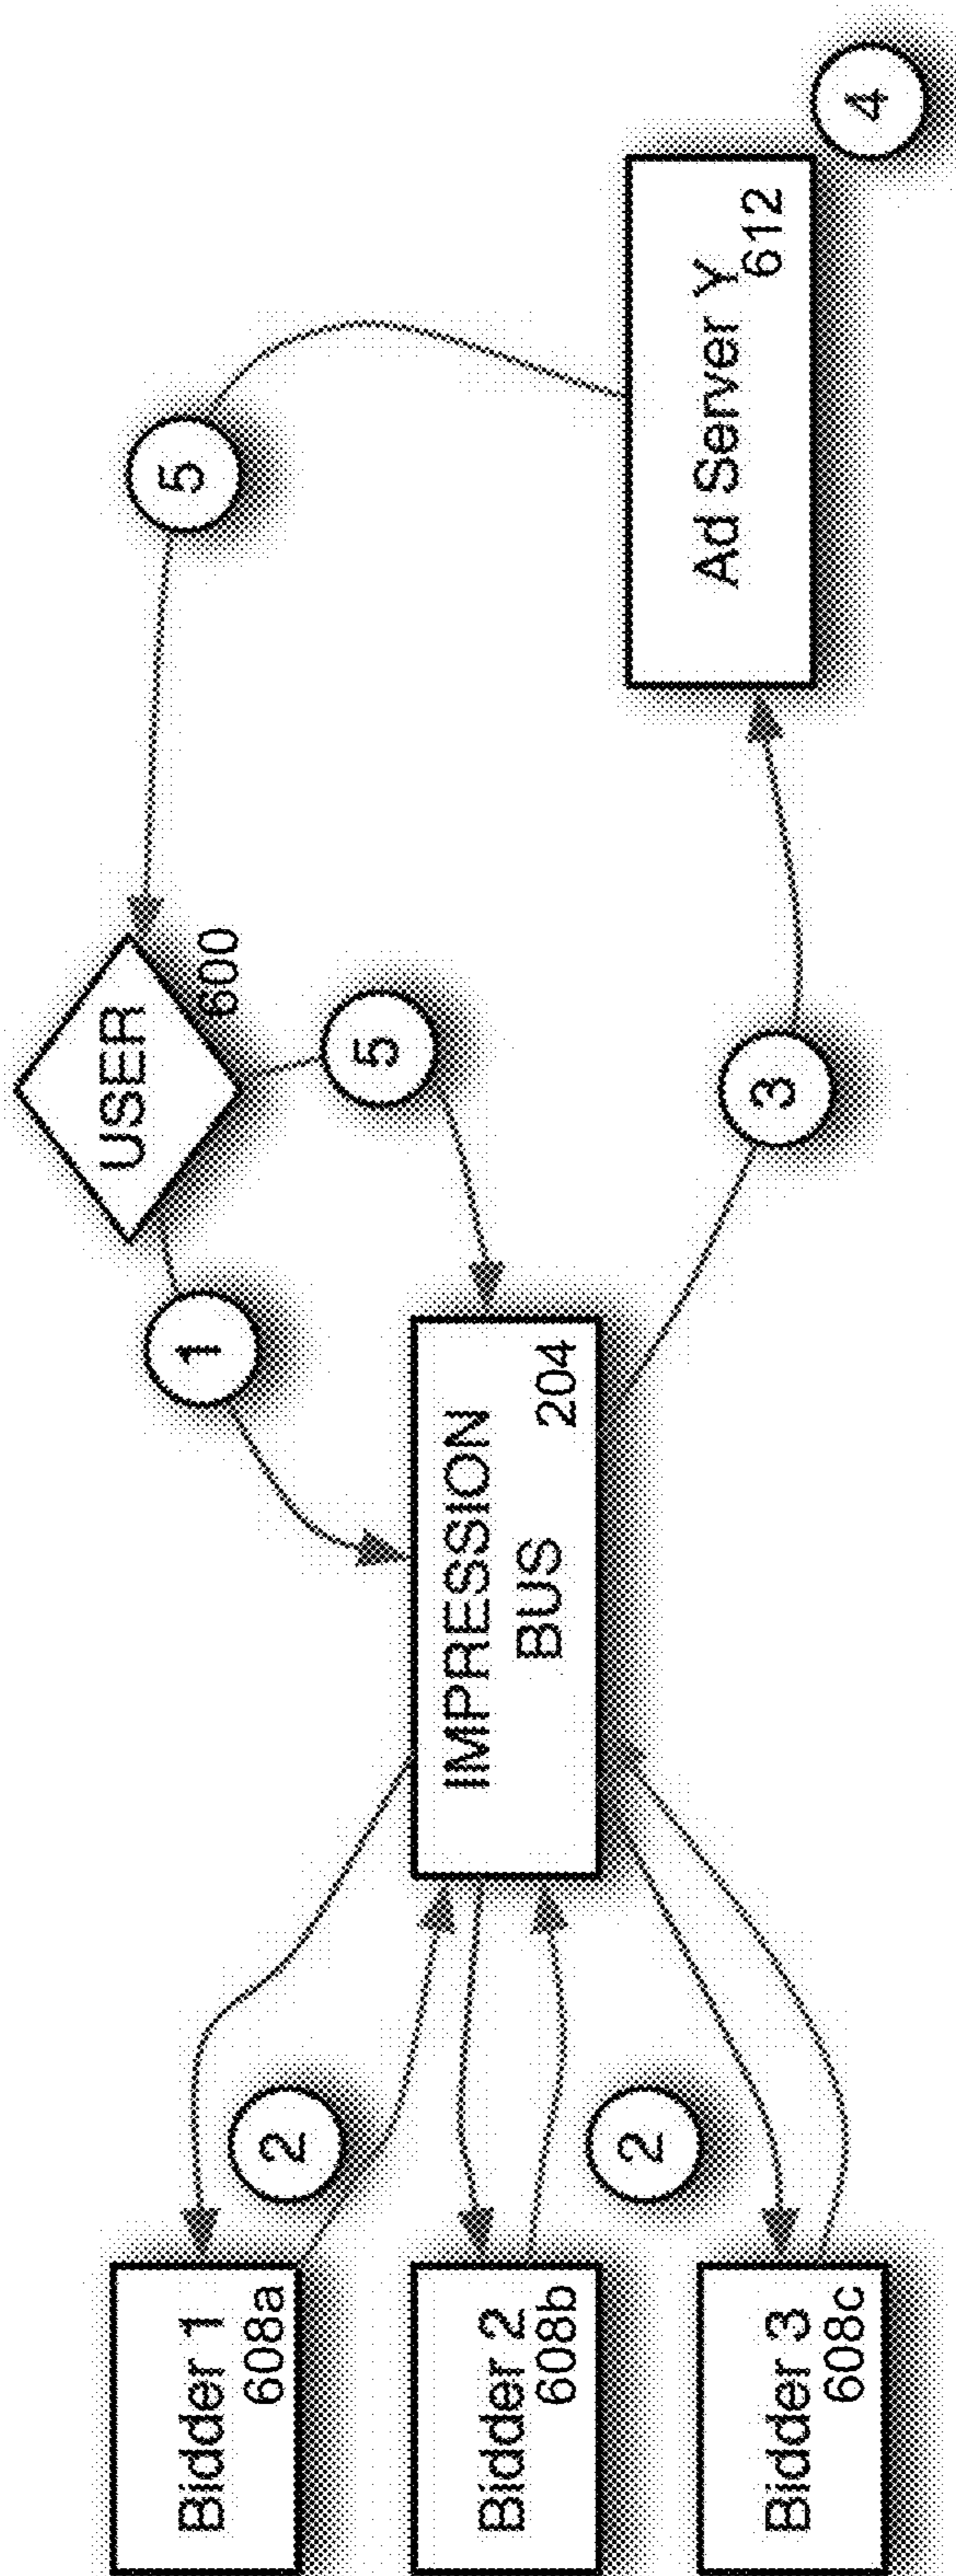 USER
600
1
5
5
Bidder 1
608a
2
Bidder 2
608b
2
Bidder 3
608c
IMPRESSION
BUS
204
3
Ad Server Y
612
4